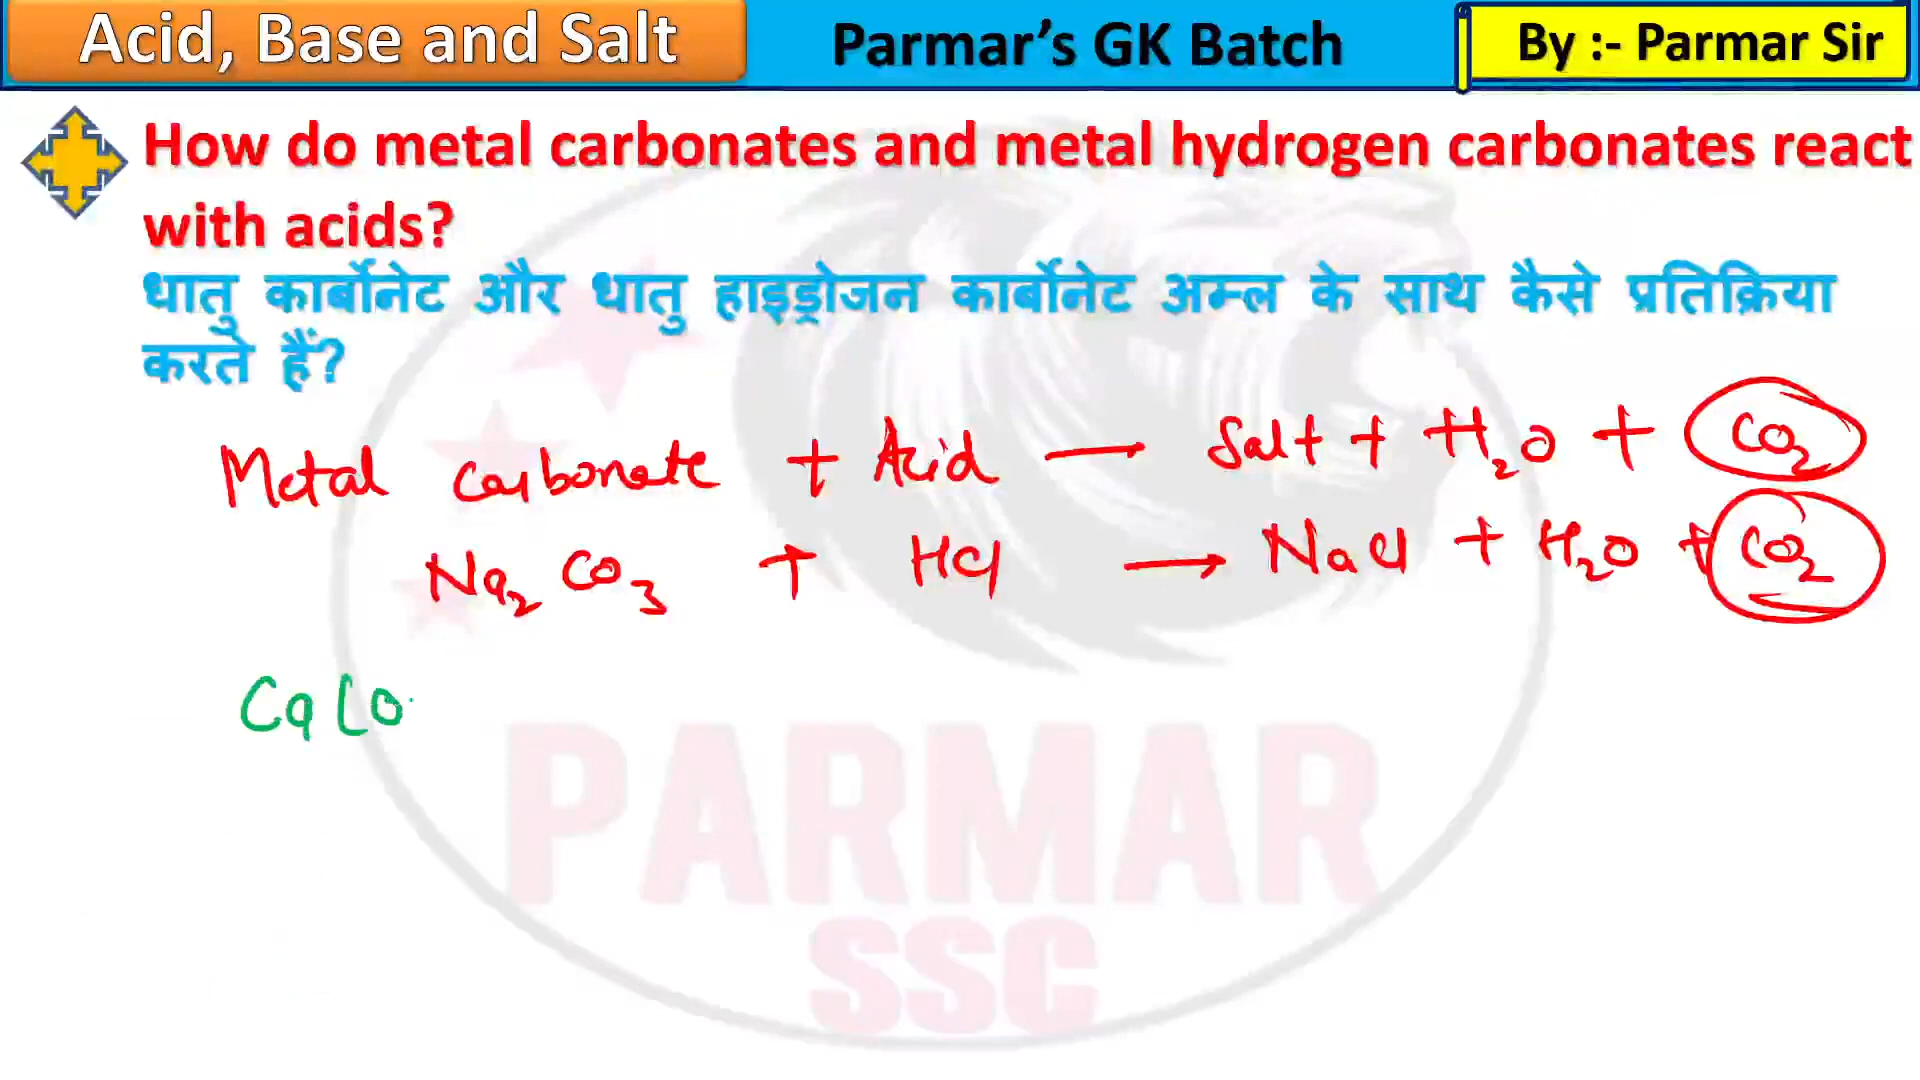 Acid, Base and Salt
Parmar's GK Batch
By :- Parmar Sir
How do metal carbonates and metal hydrogen carbonates react
with acids?
धातु कार्बोनेट और धातु हाइड्रोजन कार्बोनेट अम्ल के साथ कैसे प्रतिक्रिया
करते हैं?
Metal carbonate + Acid → Salt + H₂O + CO₂
Na₂CO₃ + HCl → NaCl + H₂O + CO₂
CaCO
PARMAR
SSC